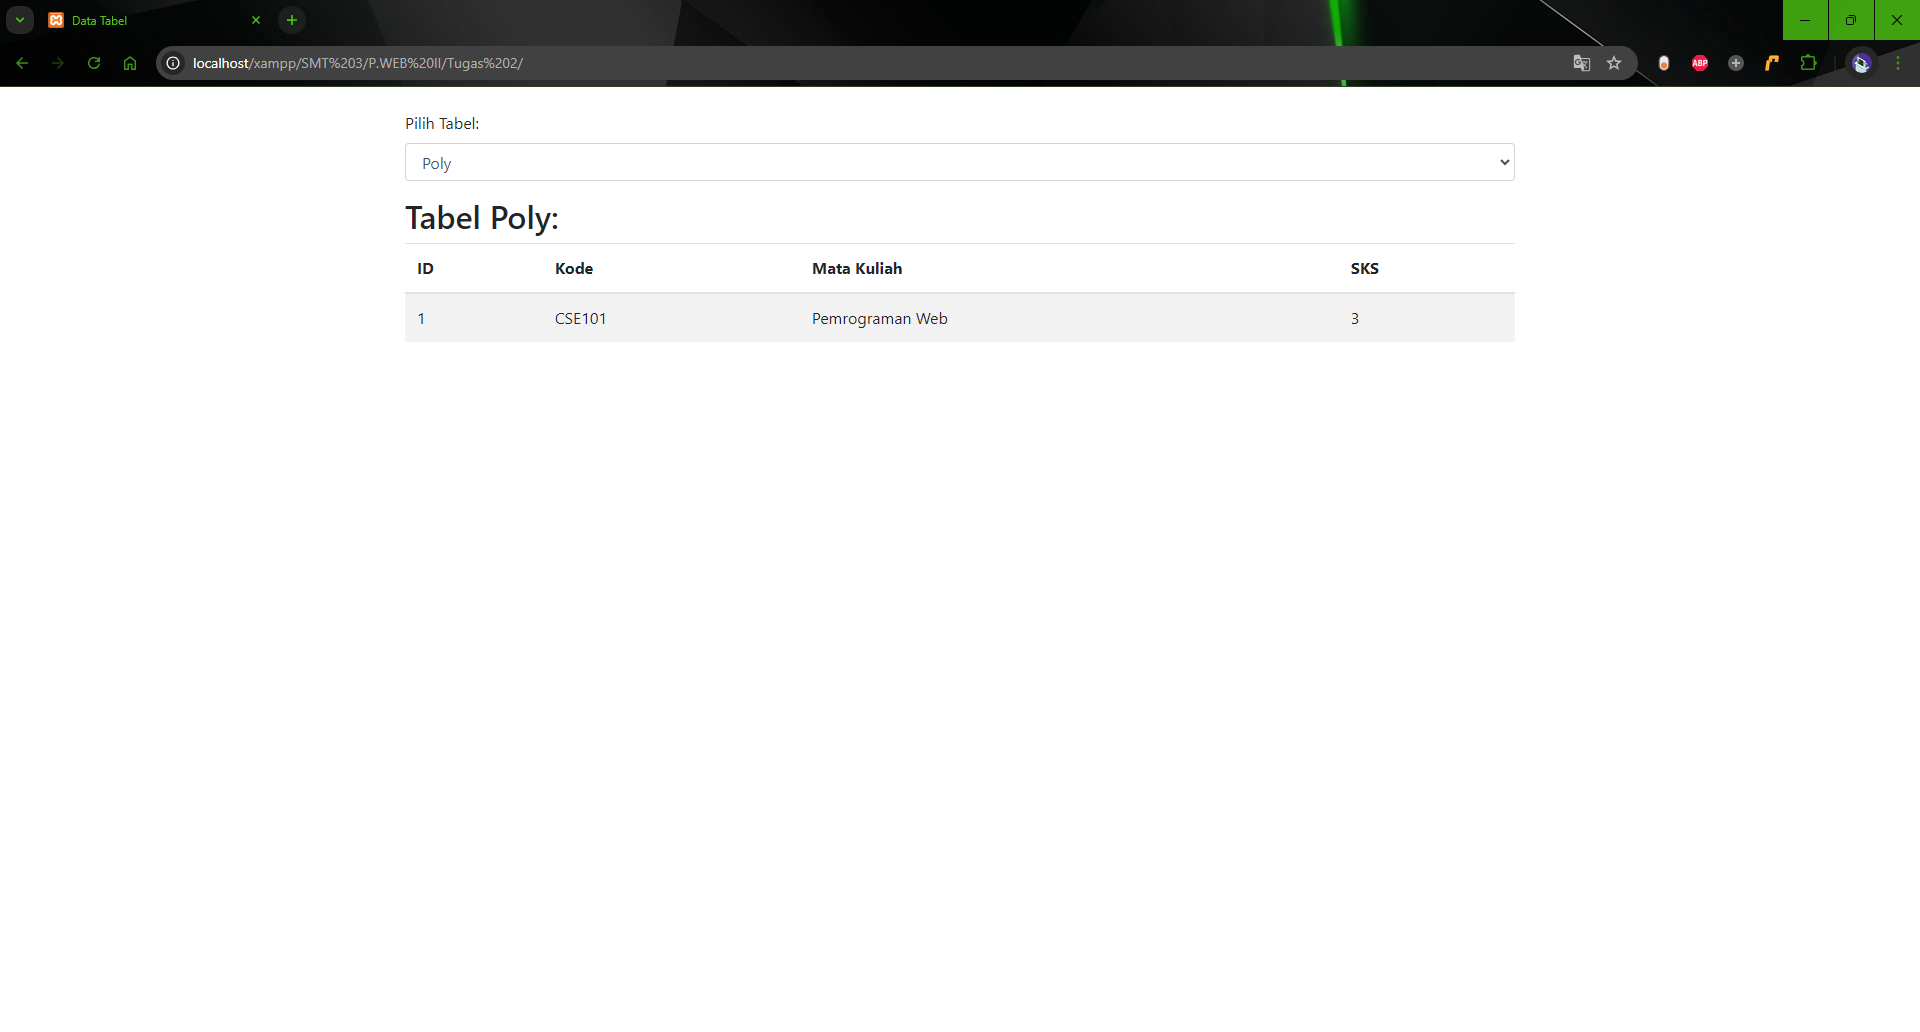 Data Tabel
localhost/xampp/SMT%203/P.WEB%20II/Tugas%202/
ABP
Pilih Tabel:
Poly
Tabel Poly:
ID Kode Mata Kuliah SKS
1 CSE101 Pemrograman Web 3